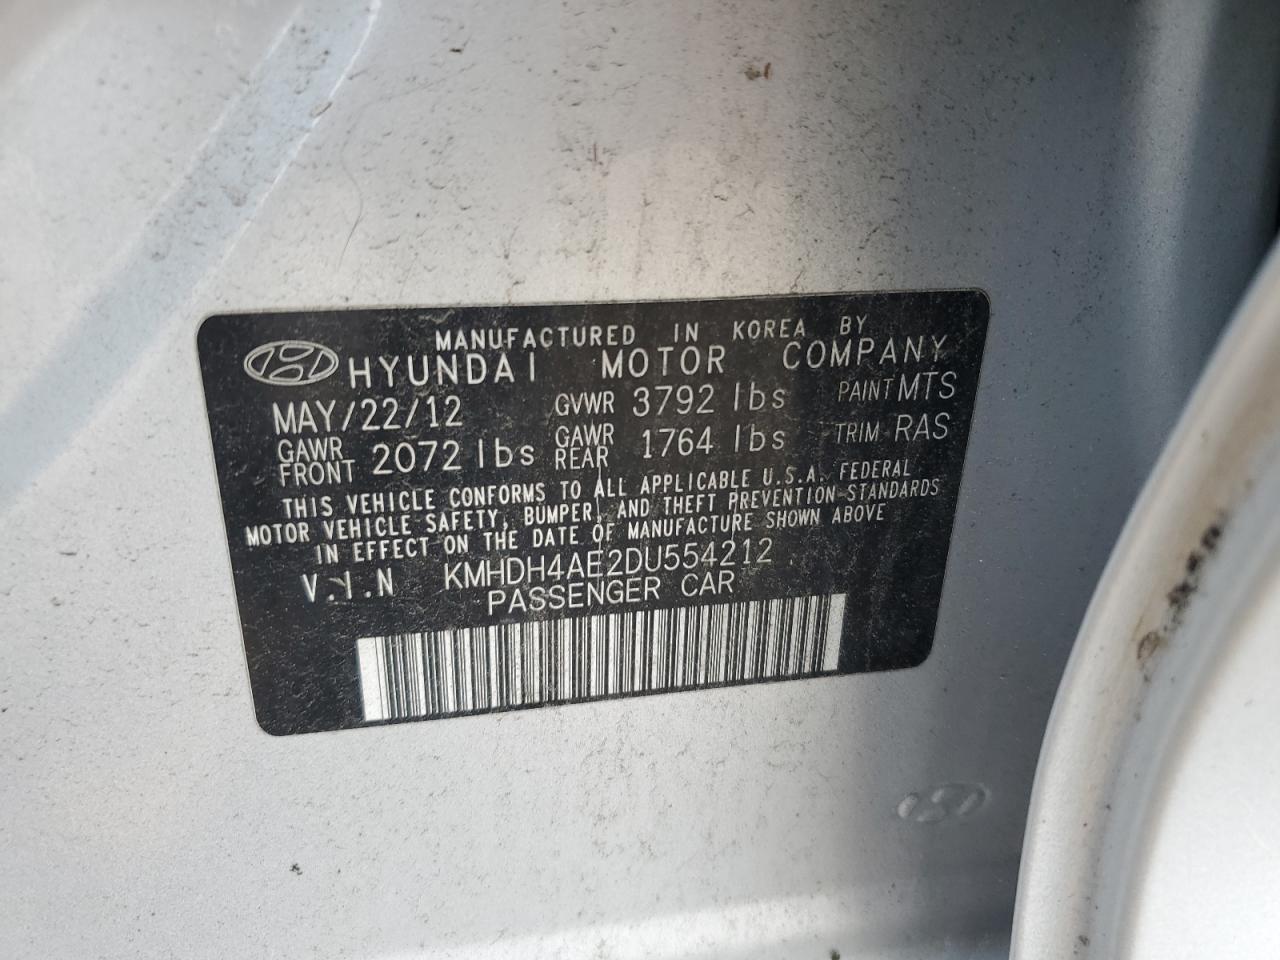 MANUFACTURED IN KOREA BY
HYUNDAI MOTOR COMPANY
MAY/22/12 GVWR 3792 lbs PAINT MTS
GAWR FRONT 2072 lbs GAWR REAR 1764 lbs TRIM RAS
THIS VEHICLE CONFORMS TO ALL APPLICABLE U.S.A. FEDERAL
MOTOR VEHICLE SAFETY, BUMPER, AND THEFT PREVENTION STANDARDS
IN EFFECT ON THE DATE OF MANUFACTURE SHOWN ABOVE
V.I.N KMHDH4AE2DU554212
PASSENGER CAR